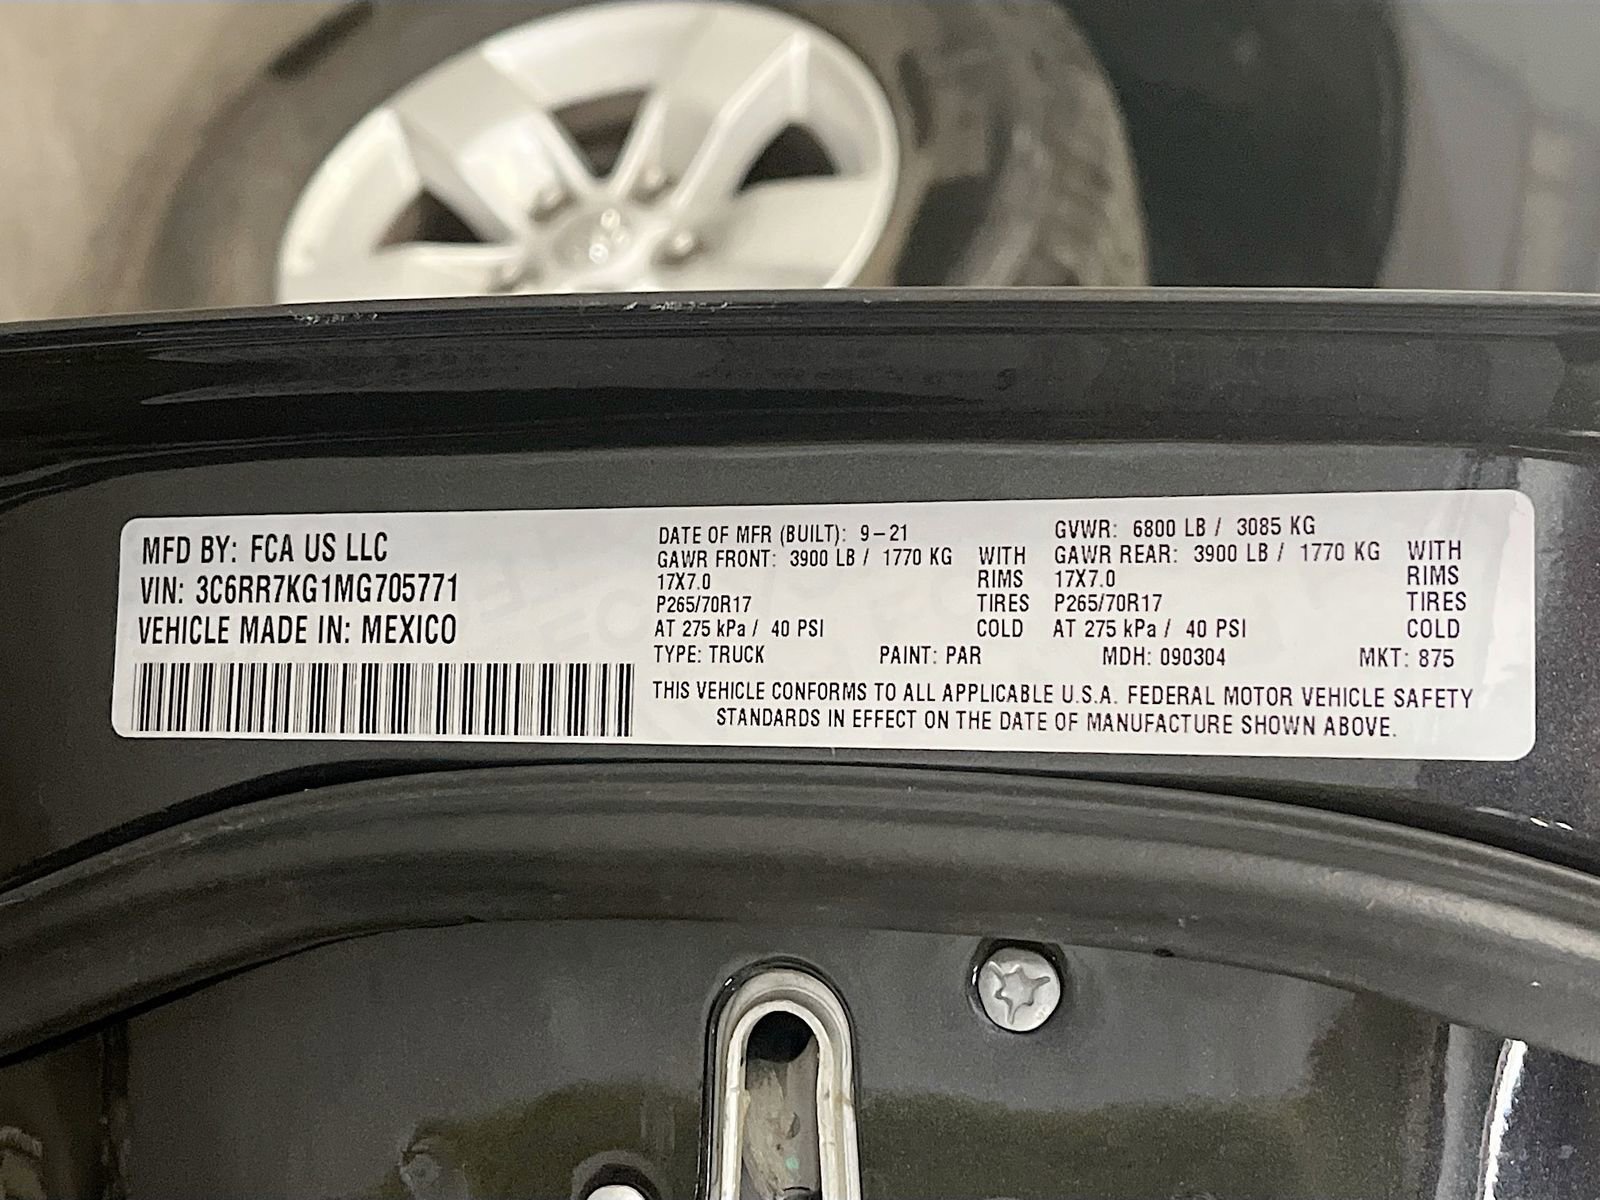 MFD BY: FCA US LLC
VIN: 3C6RR7KG1MG705771
VEHICLE MADE IN: MEXICO
DATE OF MFR (BUILT): 9-21
GAWR FRONT: 3900 LB / 1770 KG WITH
17X7.0 RIMS
P265/70R17 TIRES
AT 275 kPa / 40 PSI COLD
GVWR: 6800 LB / 3085 KG
GAWR REAR: 3900 LB / 1770 KG WITH
17X7.0 RIMS
P265/70R17 TIRES
AT 275 kPa / 40 PSI COLD
TYPE: TRUCK PAINT: PAR MDH: 090304 MKT: 875
THIS VEHICLE CONFORMS TO ALL APPLICABLE U.S.A. FEDERAL MOTOR VEHICLE SAFETY
STANDARDS IN EFFECT ON THE DATE OF MANUFACTURE SHOWN ABOVE.